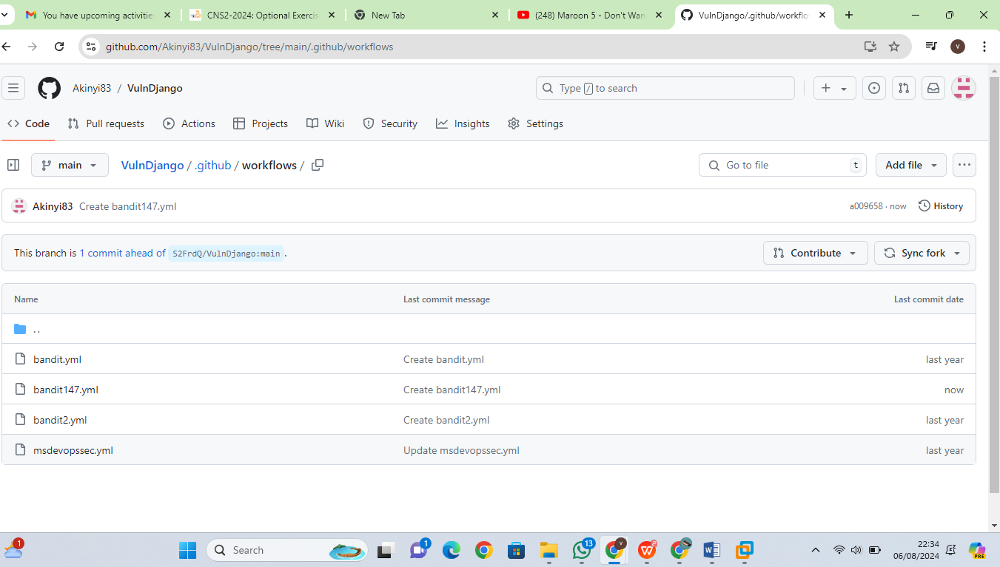 You have upcoming activitie
CNS2-2024: Optional Exercis
New Tab
(248) Maroon 5 - Don't Wan
VulnDjango/.github/workflo
github.com/Akinyi83/VulnDjango/tree/main/.github/workflows
V
Akinyi83 / VulnDjango
Type / to search
Code
Pull requests
Actions
Projects
Wiki
Security
Insights
Settings
main
VulnDjango / .github / workflows /
Go to file
t
Add file
Akinyi83 Create bandit147.yml
a009658 · now
History
This branch is 1 commit ahead of S2FrdQ/VulnDjango:main .
Contribute
Sync fork
Name Last commit message Last commit date
..
bandit.yml Create bandit.yml last year
bandit147.yml Create bandit147.yml now
bandit2.yml Create bandit2.yml last year
msdevopssec.yml Update msdevopssec.yml last year
1
Search
1
13
V
22:34
06/08/2024
PRE